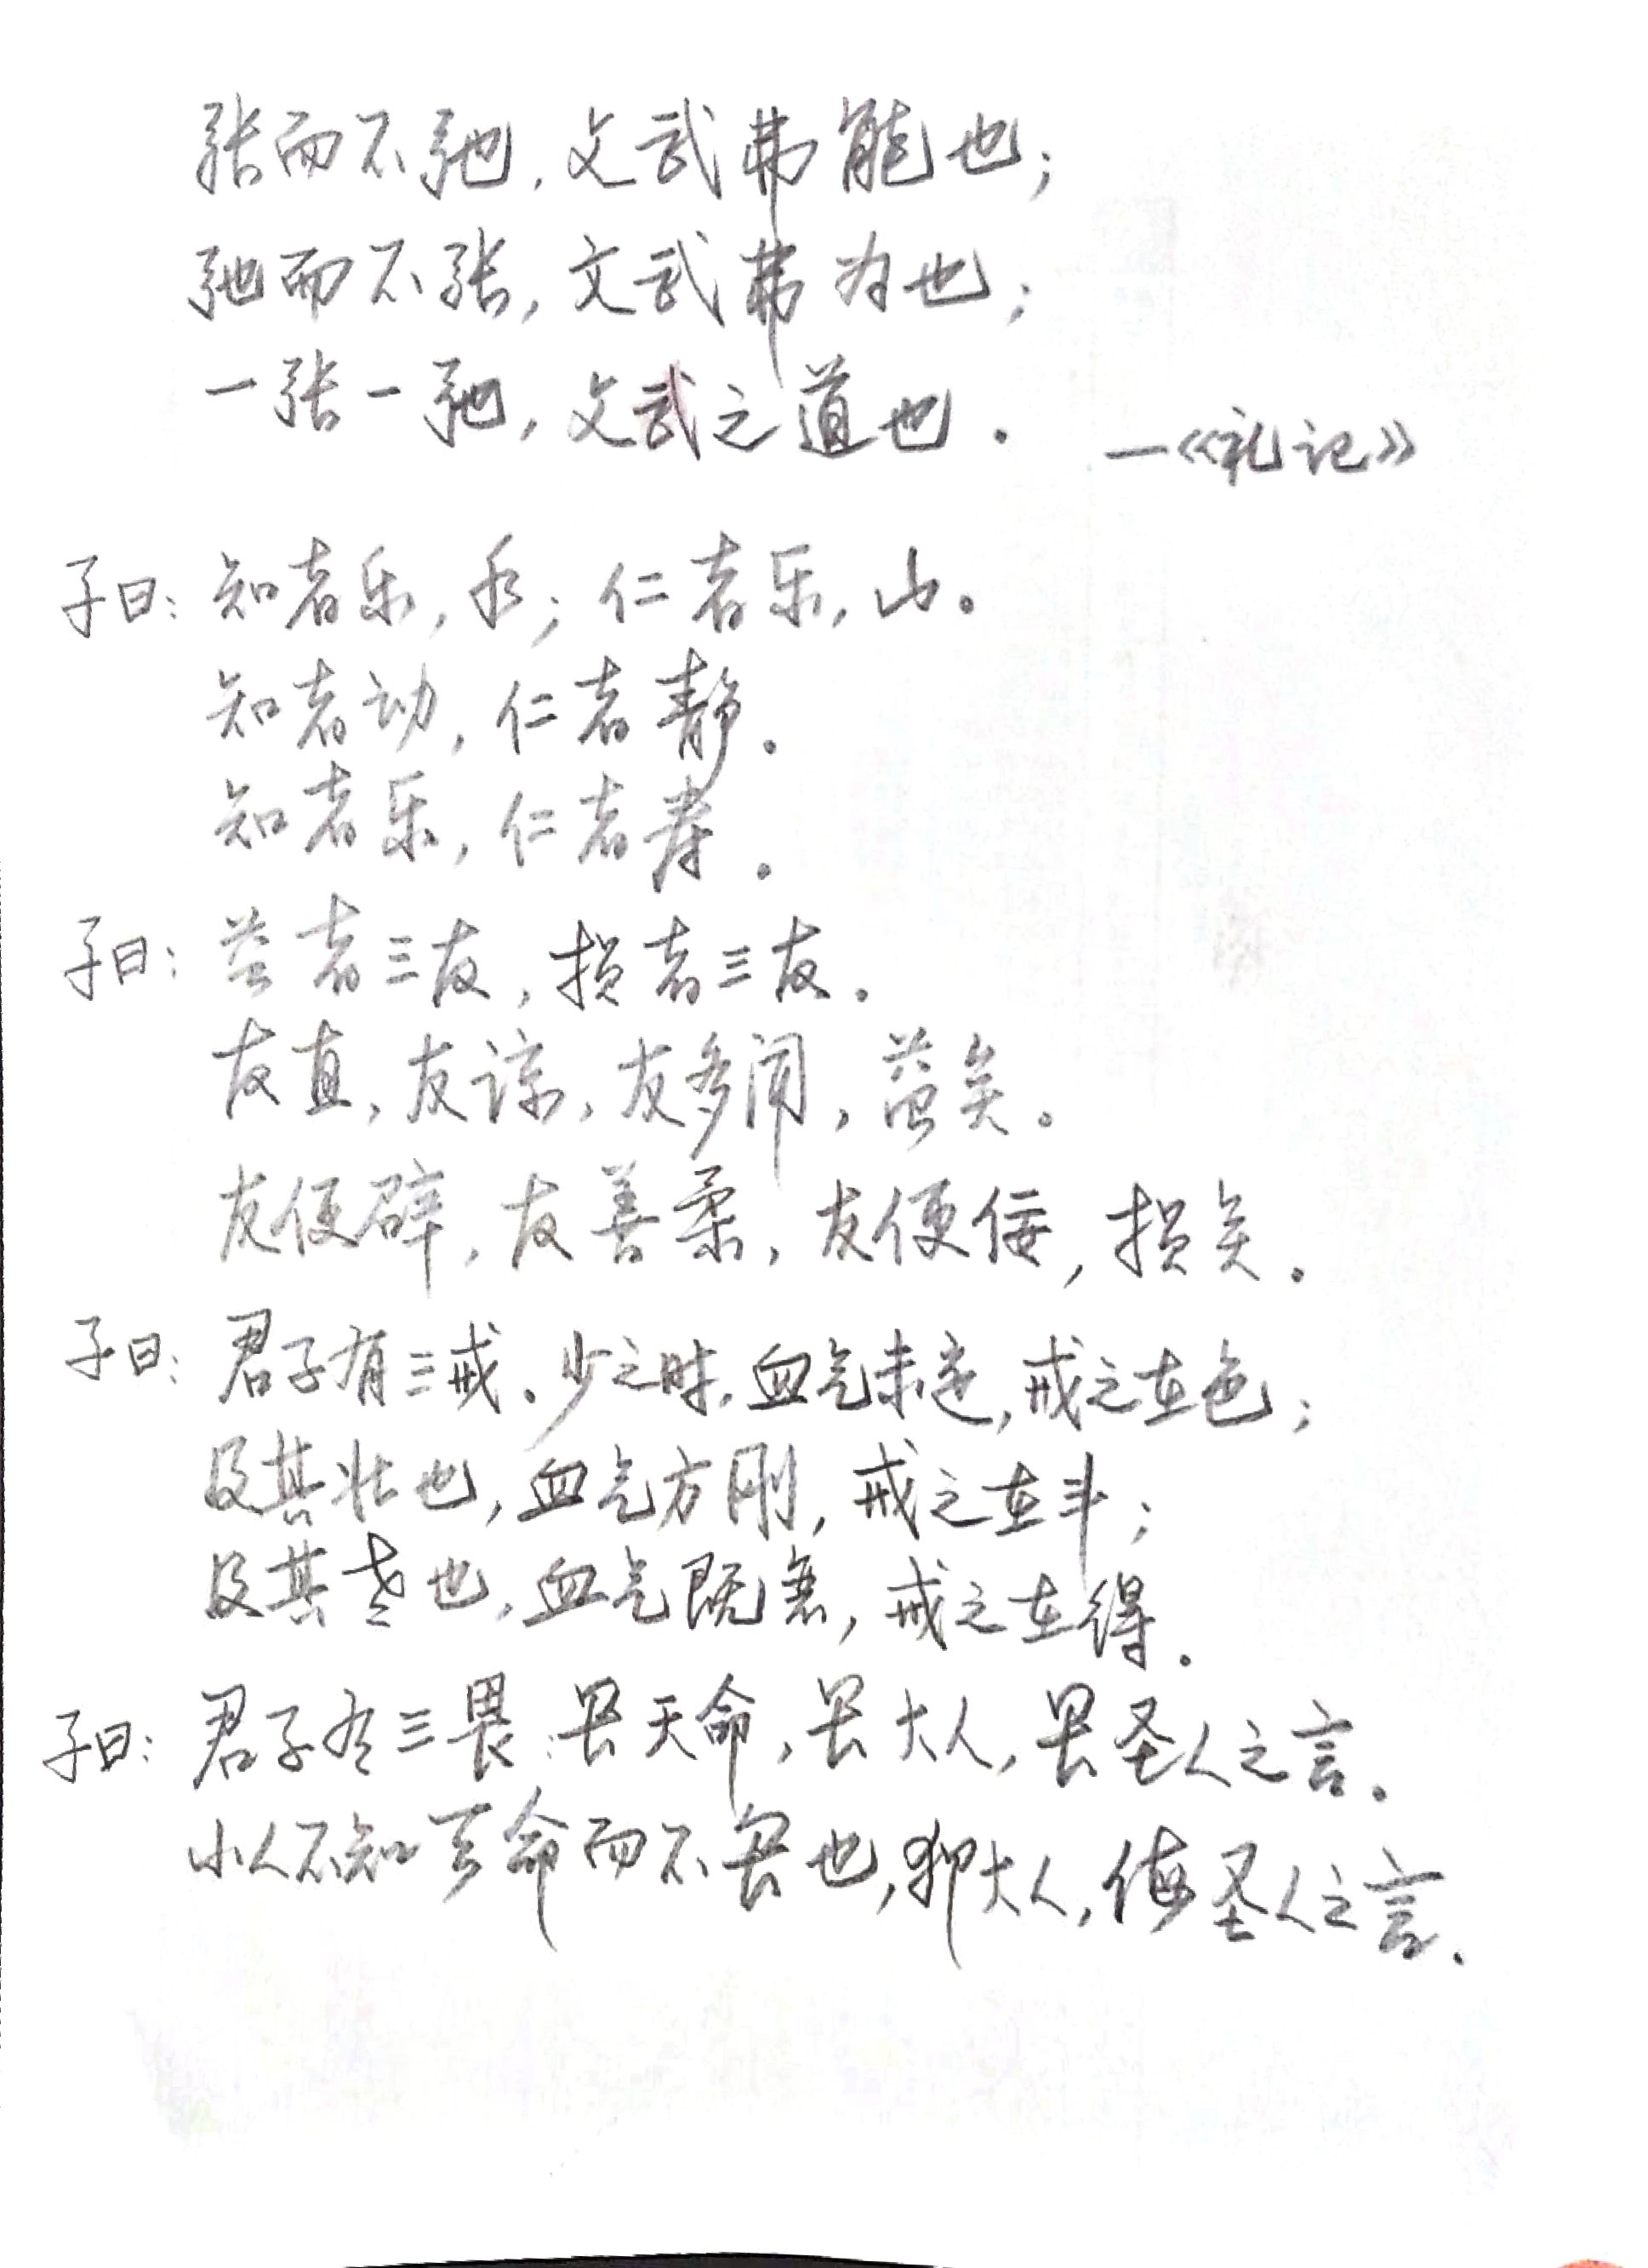 张而不弛，文武弗能也；
弛而不张，文武弗为也；
一张一弛，文武之道也．
—《礼记》
子曰：知者乐，水；仁者乐，山。
知者动，仁者静．
知者乐，仁者寿．
子曰：益者三友，损者三友．
友直，友谅，友多闻，益矣。
友便辟，友善柔，友便佞，损矣．
子曰：君子有三戒．少之时，血气未定，戒之在色；
及其壮也，血气方刚，戒之在斗；
及其老也，血气既衰，戒之在得．
子曰：君子有三畏：畏天命，畏大人，畏圣人之言．
小人不知天命而不畏也，狎大人，侮圣人之言．